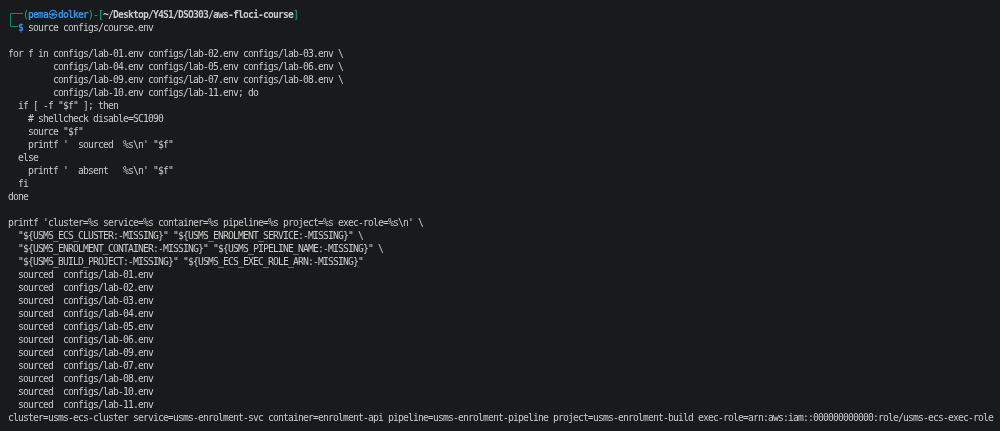 ┌──(pema㉿dolker)-[~/Desktop/Y4S1/DSO303/aws-floci-course]
└─$ source configs/course.env
for f in configs/lab-01.env configs/lab-02.env configs/lab-03.env \
         configs/lab-04.env configs/lab-05.env configs/lab-06.env \
         configs/lab-09.env configs/lab-07.env configs/lab-08.env \
         configs/lab-10.env configs/lab-11.env; do
  if [ -f "$f" ]; then
    # shellcheck disable=SC1090
    source "$f"
    printf '  sourced  %s\n' "$f"
  else
    printf '  absent   %s\n' "$f"
  fi
done
printf 'cluster=%s service=%s container=%s pipeline=%s project=%s exec-role=%s\n' \
  "${USMS_ECS_CLUSTER:-MISSING}" "${USMS_ENROLMENT_SERVICE:-MISSING}" \
  "${USMS_ENROLMENT_CONTAINER:-MISSING}" "${USMS_PIPELINE_NAME:-MISSING}" \
  "${USMS_BUILD_PROJECT:-MISSING}" "${USMS_ECS_EXEC_ROLE_ARN:-MISSING}"
  sourced  configs/lab-01.env
  sourced  configs/lab-02.env
  sourced  configs/lab-03.env
  sourced  configs/lab-04.env
  sourced  configs/lab-05.env
  sourced  configs/lab-06.env
  sourced  configs/lab-09.env
  sourced  configs/lab-07.env
  sourced  configs/lab-08.env
  sourced  configs/lab-10.env
  sourced  configs/lab-11.env
cluster=usms-ecs-cluster service=usms-enrolment-svc container=enrolment-api pipeline=usms-enrolment-pipeline project=usms-enrolment-build exec-role=arn:aws:iam::000000000000:role/usms-ecs-exec-role